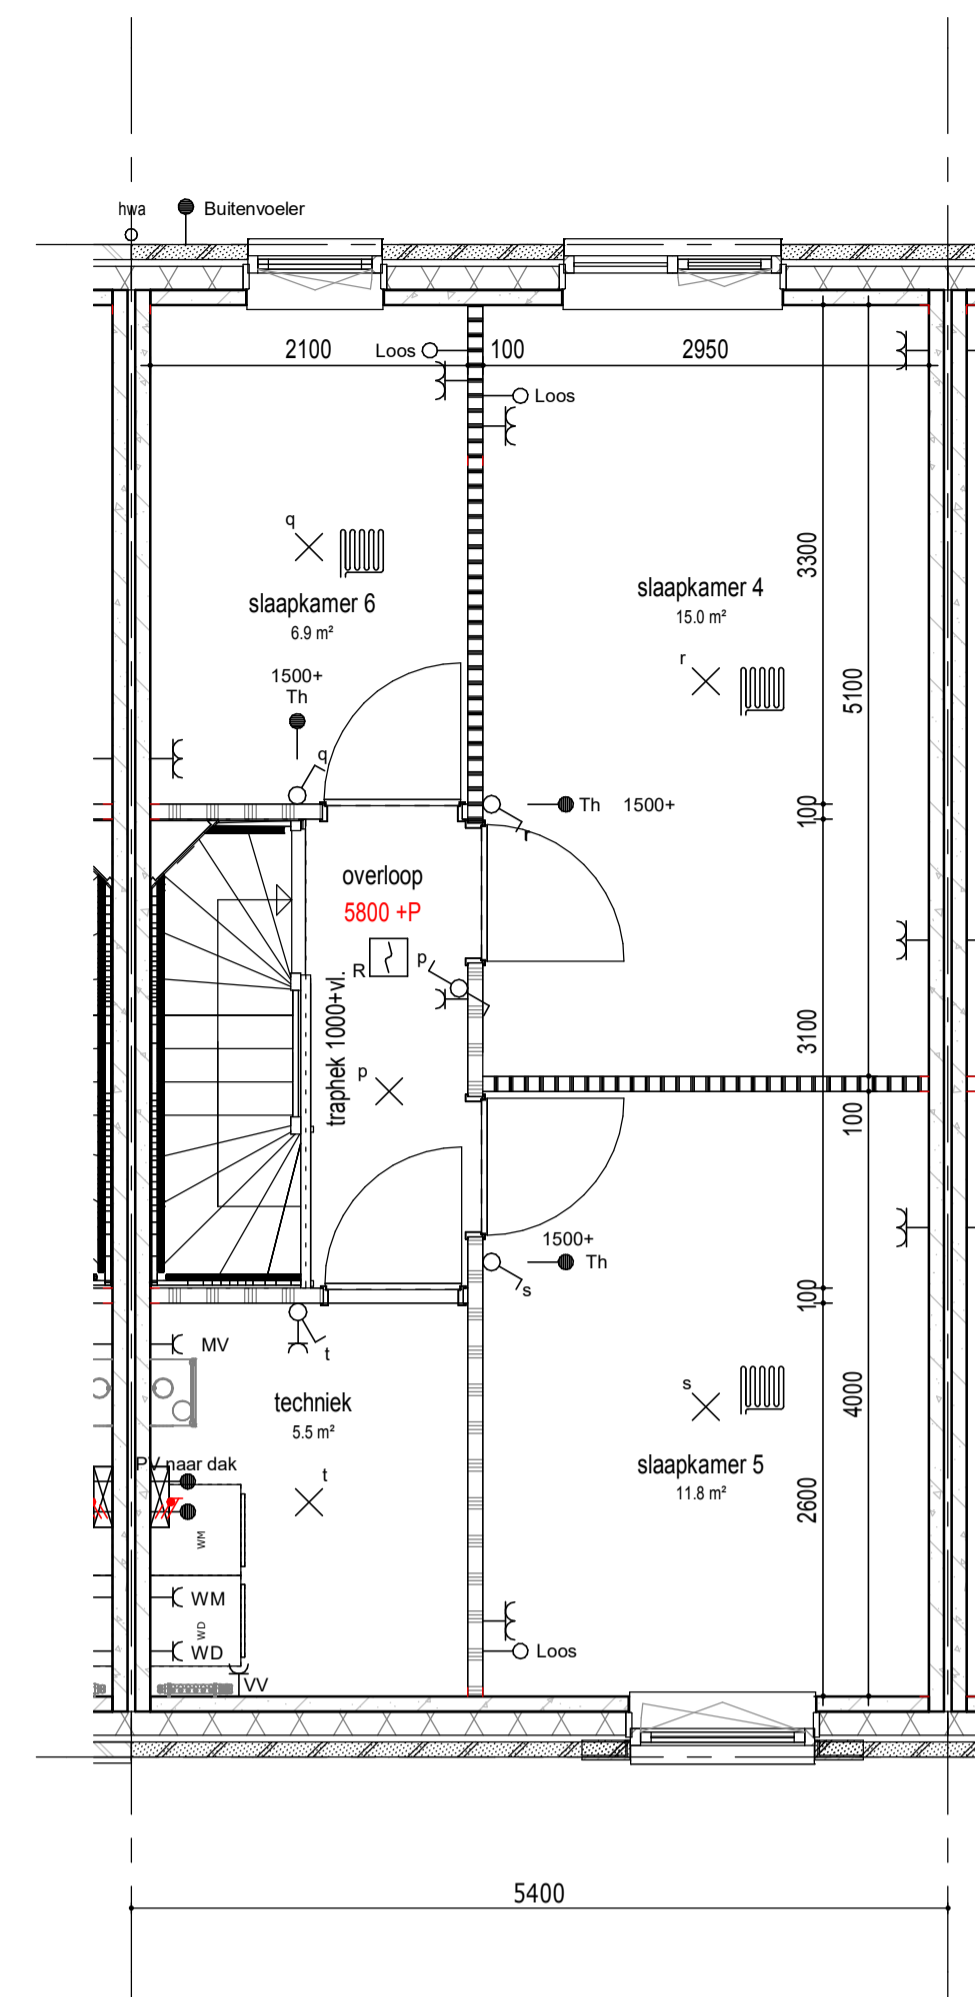 hwa
Buitenvoeler
2100
Loos
100
2950
Loos
q
slaapkamer 6
6.9 m²
1500+
Th
q
3300
slaapkamer 4
15.0 m²
r
5100
Th 1500+
r
100
overloop
5800 +P
R
p
traphek 1000+vl.
p
3100
100
1500+
Th
s
100
MV
t
techniek
5.5 m²
s
4000
PV naar dak
t
slaapkamer 5
11.8 m²
2600
WM
WM
WD
WD
VV
Loos
5400